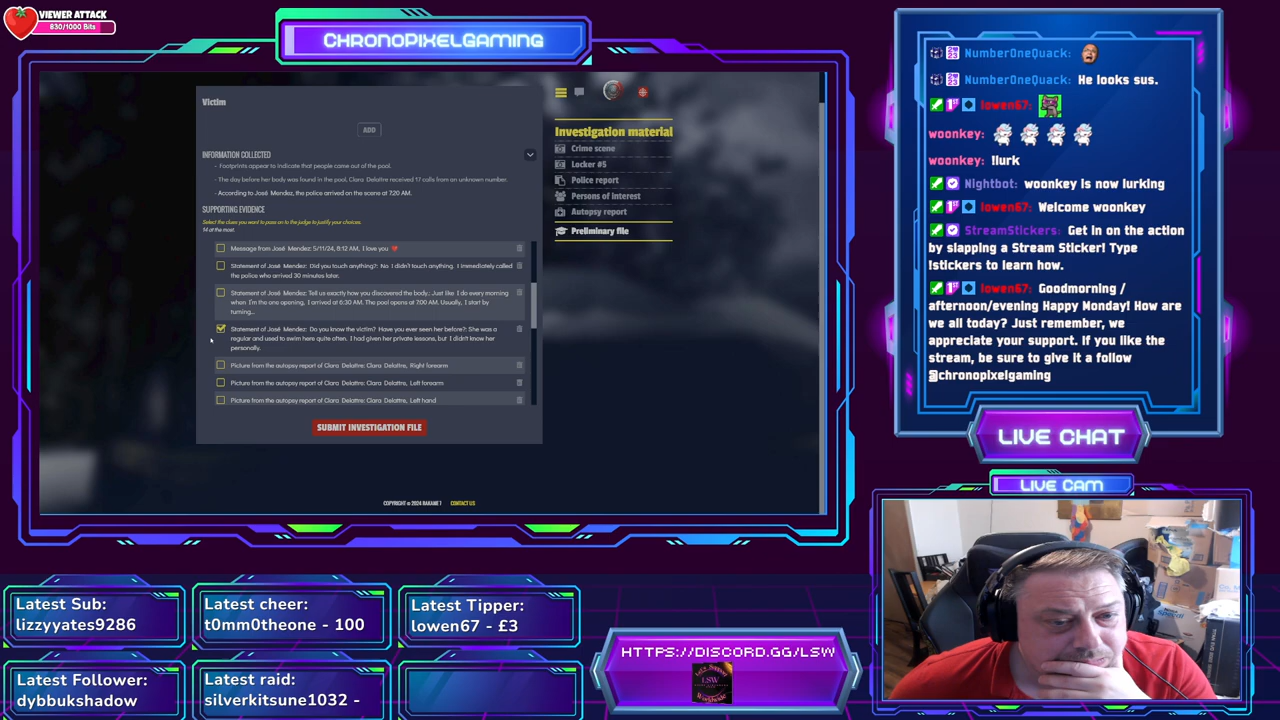 VIEWER ATTACK
830/1000 Bits
CHRONOPIXELGAMING
Victim
ADD
INFORMATION COLLECTED
- Footprints appear to indicate that people came out of the pool.
- The day before her body was found in the pool, Clara Delattre received 17 calls from an unknown number.
- According to José Mendez, the police arrived on the scene at 7:20 AM.
SUPPORTING EVIDENCE
Select the clues you want to pass on to the judge to justify your choices.
14 at the most.
Message from José Mendez: 5/11/24, 8:12 AM, I love you ❤️
Statement of José Mendez: Did you touch anything?: No I didn't touch anything. I immediately called
the police who arrived 30 minutes later.
Statement of José Mendez: Tell us exactly how you discovered the body.: Just like I do every morning
when I'm the one opening, I arrived at 6:30 AM. The pool opens at 7:00 AM. Usually, I start by
turning...
Statement of José Mendez: Do you know the victim? Have you ever seen her before?: She was a
regular and used to swim here quite often. I had given her private lessons, but I didn't know her
personally.
Picture from the autopsy report of Clara Delattre: Clara Delattre, Right forearm
Picture from the autopsy report of Clara Delattre: Clara Delattre, Left forearm
Picture from the autopsy report of Clara Delattre: Clara Delattre, Left hand
SUBMIT INVESTIGATION FILE
Investigation material
Crime scene
Locker #5
Police report
Persons of interest
Autopsy report
Preliminary file
CONTACT US
NumberOneQuack:
NumberOneQuack: He looks sus.
lowen67:
woonkey:
woonkey: !lurk
Nightbot: woonkey is now lurking
lowen67: Welcome woonkey
StreamStickers: Get in on the
action by slapping a Stream Sticker! Type
!stickers to learn how.
lowen67: Goodmorning /
afternoon/evening Happy Monday! How are
we all today? Just remember, we
appreciate your support. If you like the
stream, be sure to give it a follow
@chronopixelgaming
LIVE CHAT
LIVE CAM
Latest Sub:
lizzyyates9286
Latest cheer:
t0mm0theone - 100
Latest Tipper:
lowen67 - £3
Latest Follower:
dybbukshadow
Latest raid:
silverkitsune1032 -
HTTPS://DISCORD.GG/LSW
LSW